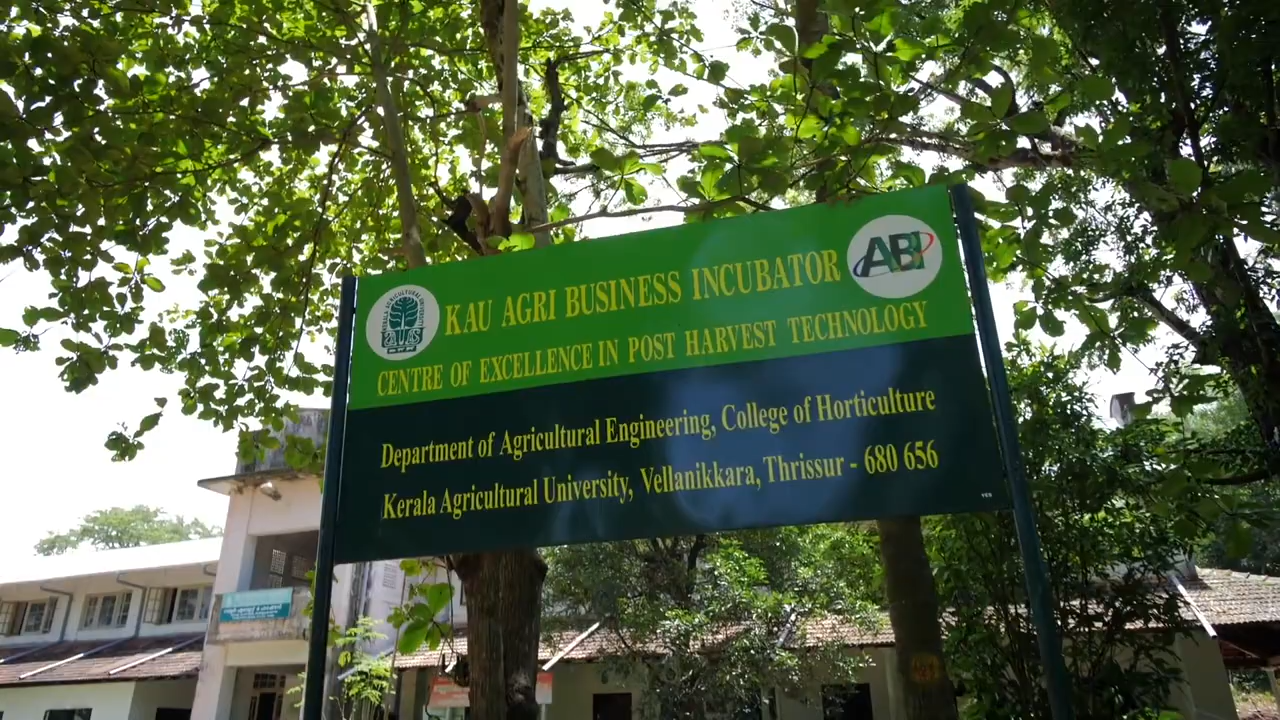 KAU AGRI BUSINESS INCUBATOR
ABI
CENTRE OF EXCELLENCE IN POST HARVEST TECHNOLOGY
Department of Agricultural Engineering, College of Horticulture
Kerala Agricultural University, Vellanikkara, Thrissur - 680 656